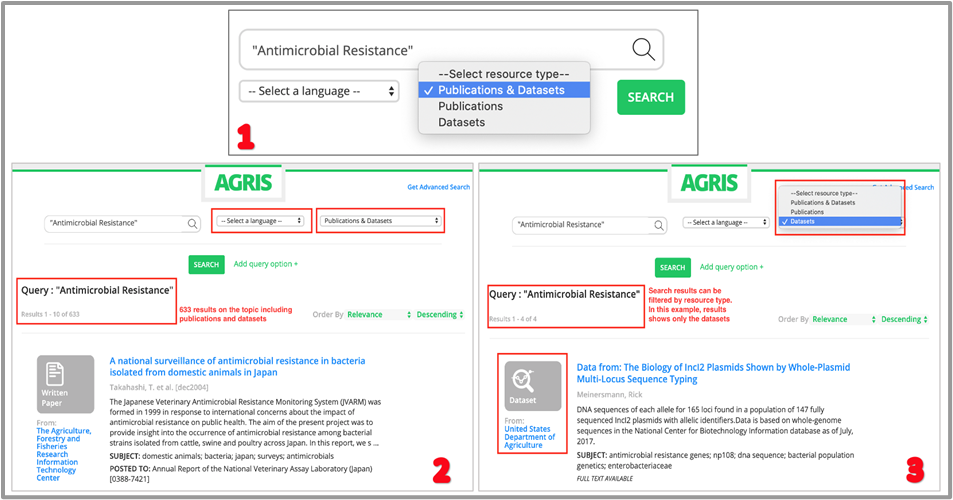 "Antimicrobial Resistance"
-- Select a language --
--Select resource type--
✓ Publications & Datasets
Publications
Datasets
SEARCH
1
AGRIS
Get Advanced Search
"Antimicrobial Resistance"
-- Select a language --
Publications & Datasets
SEARCH
Add query option +
Query : "Antimicrobial Resistance"
Results 1 - 10 of 633
633 results on the topic including
publications and datasets
Order By Relevance
Descending
Written
Paper
From:
The Agriculture,
Forestry and
Fisheries
Research
Information
Technology
Center
A national surveillance of antimicrobial resistance in bacteria
isolated from domestic animals in Japan
Takahashi, T. et al. [dec2004]
The Japanese Veterinary Antimicrobial Resistance Monitoring System (JVARM) was
formed in 1999 in response to international concerns about the impact of
antimicrobial resistance on public health. The aim of the present project was to
provide insight into the occurrence of antimicrobial resistance among bacterial
strains isolated from cattle, swine and poultry across Japan. In this report, we s ...
SUBJECT: domestic animals; bacteria; japan; surveys; antimicrobials
POSTED TO: Annual Report of the National Veterinary Assay Laboratory (Japan)
[0388-7421]
2
AGRIS
Get Advanced Search
"Antimicrobial Resistance"
-- Select a language --
--Select resource type--
Publications & Datasets
Publications
✓ Datasets
SEARCH
Add query option +
Query : "Antimicrobial Resistance"
Results 1 - 4 of 4
Search results can be
filtered by resource type.
In this example, results
shows only the datasets
Order By Relevance
Descending
Dataset
From:
United States
Department of
Agriculture
Data from: The Biology of IncI2 Plasmids Shown by Whole-Plasmid
Multi-Locus Sequence Typing
Meinersmann, Rick
DNA sequences of each allele for 165 loci found in a population of 147 fully
sequenced IncI2 plasmids with allelic identifiers.Data is based on whole-genome
sequences in the National Center for Biotechnology Information database as of July,
2017.
SUBJECT: antimicrobial resistance genes; np108; dna sequence; bacterial population
genetics; enterobacteriaceae
FULL TEXT AVAILABLE
3